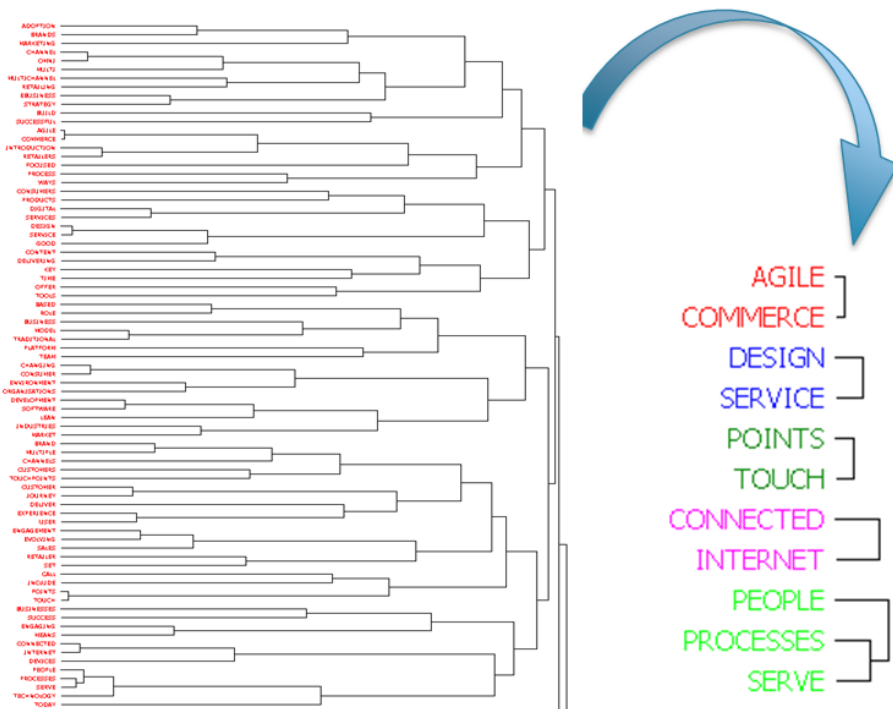 ADOPTION
BRANDS
MARKETING
CHANNEL
OMNI
MULTI
MULTICHANNEL
RETAILING
EBUSINESS
STRATEGY
BUILD
SUCCESSFUL
AGILE
COMMERCE
INTRODUCTION
RETAILERS
FOCUSED
PROCESS
WAYS
CONSUMERS
PRODUCTS
DIGITAL
SERVICES
DESIGN
SERVICE
GOOD
CONTENT
DELIVERING
KEY
TIME
OFFER
TOOLS
BASED
ROLE
BUSINESS
MODEL
TRADITIONAL
PLATFORM
TEAM
CHANGING
CONSUMER
ENVIRONMENT
ORGANISATIONS
DEVELOPMENT
SOFTWARE
LEAN
INDUSTRIES
MARKET
BRAND
MULTIPLE
CHANNELS
CUSTOMERS
TOUCHPOINTS
CUSTOMER
JOURNEY
DELIVER
EXPERIENCE
USER
ENGAGEMENT
EVOLVING
SALES
RETAILER
SET
CALL
INCLUDE
POINTS
TOUCH
BUSINESSES
SUCCESS
ENGAGING
MEANS
CONNECTED
INTERNET
DEVICES
PEOPLE
PROCESSES
SERVE
TECHNOLOGY
TODAY
AGILE
COMMERCE
DESIGN
SERVICE
POINTS
TOUCH
CONNECTED
INTERNET
PEOPLE
PROCESSES
SERVE